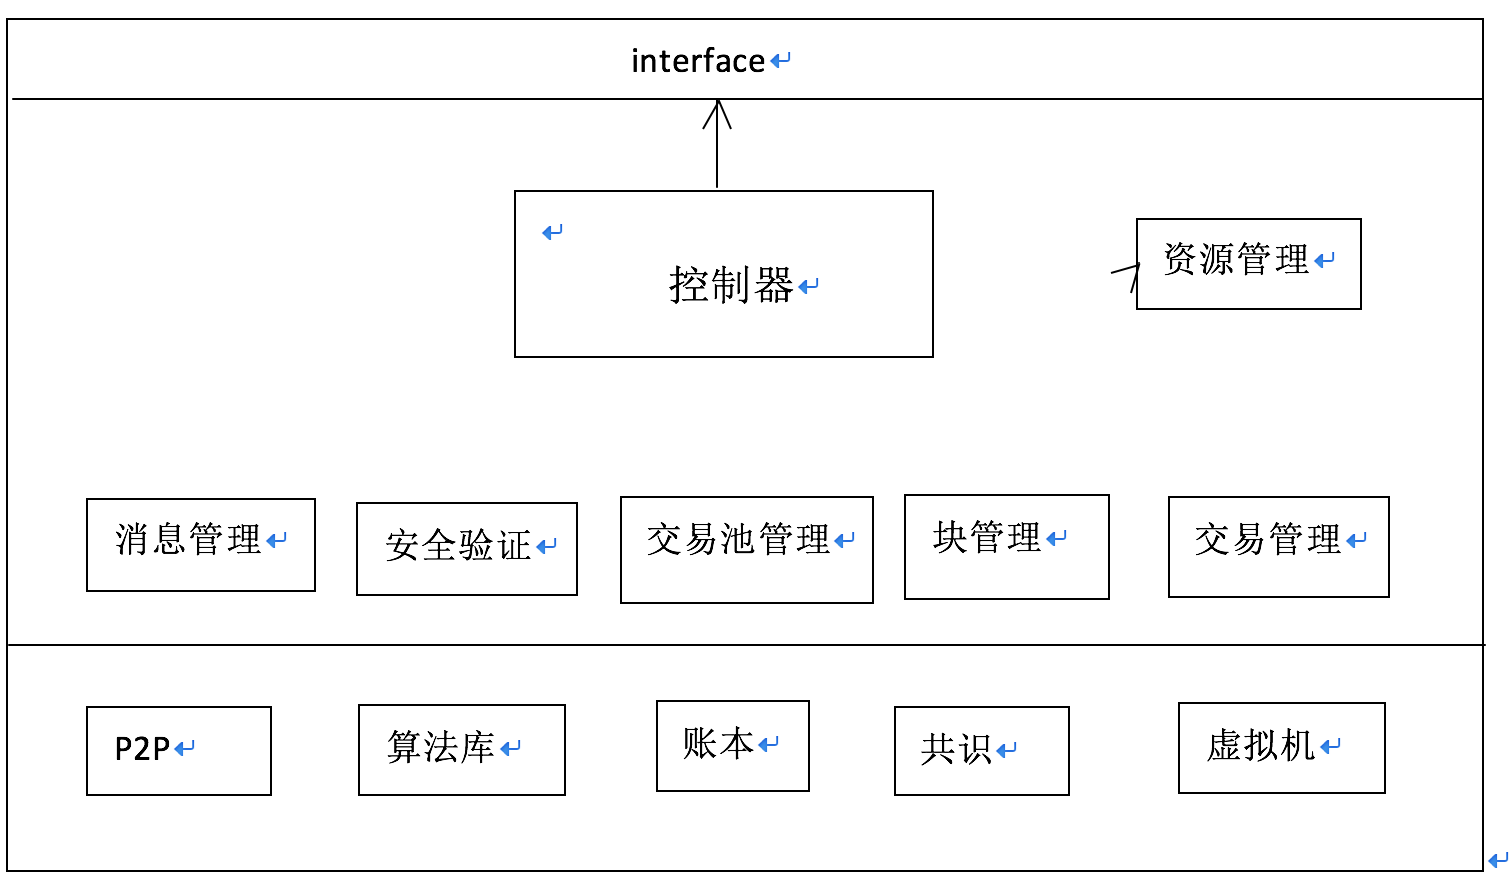 interface
控制器
资源管理
消息管理
安全验证
交易池管理
块管理
交易管理
P2P
算法库
账本
共识
虚拟机